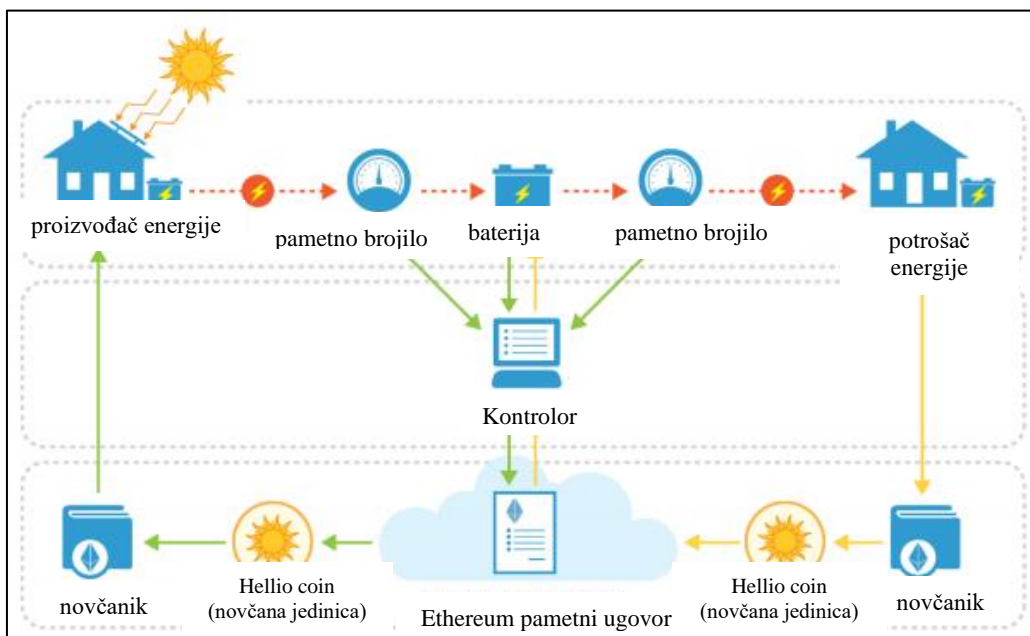 proizvođač energije
pametno brojilo
baterija
pametno brojilo
potrošač
energije
Kontrolor
novčanik
Hellio coin
(novčana jedinica)
Ethereum pametni ugovor
Hellio coin
(novčana jedinica)
novčanik